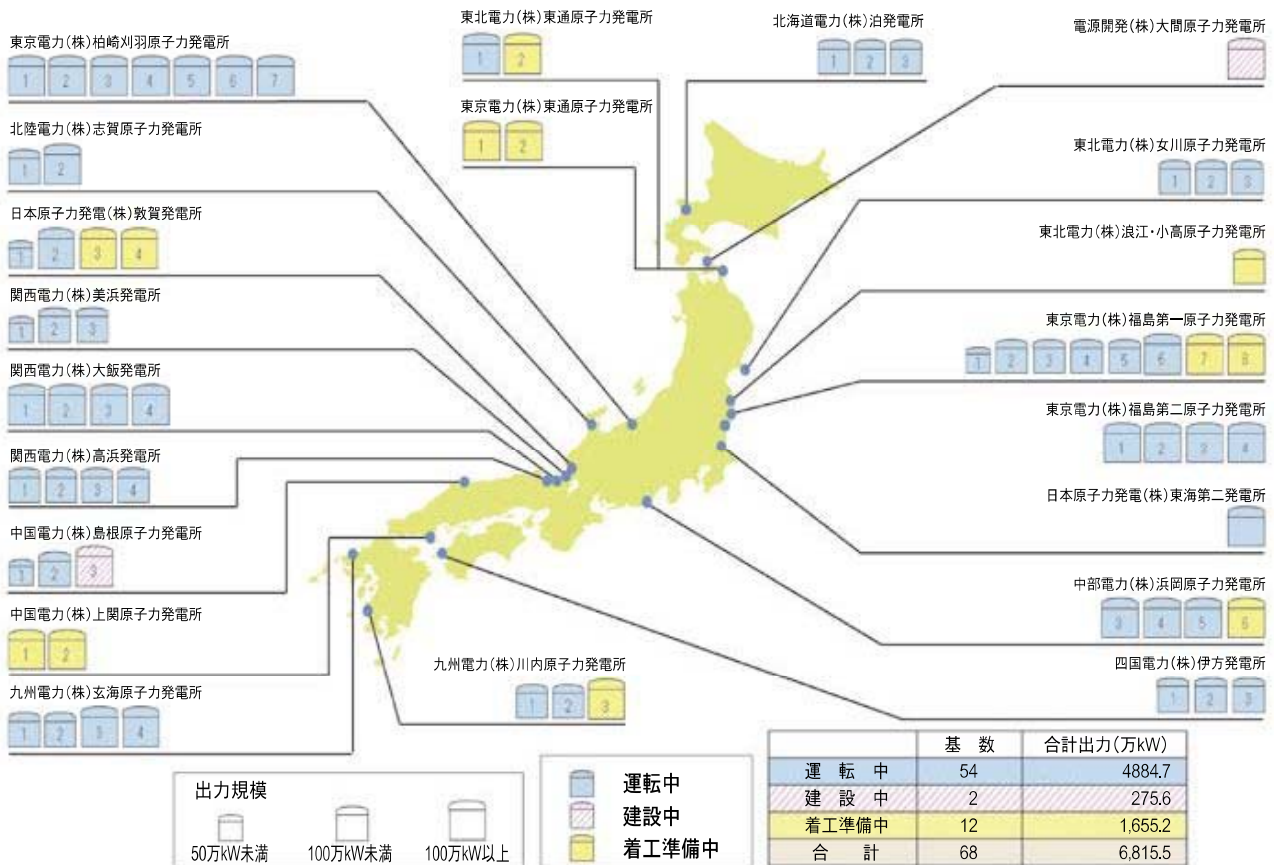 東京電力(株)柏崎刈羽原子力発電所
1 2 3 4 5 6 7
北陸電力(株)志賀原子力発電所
1 2
日本原子力発電(株)敦賀発電所
1 2 3 4
関西電力(株)美浜発電所
1 2 3
関西電力(株)大飯発電所
1 2 3 4
関西電力(株)高浜発電所
1 2 3 4
中国電力(株)島根原子力発電所
1 2 3
中国電力(株)上関原子力発電所
1 2
九州電力(株)玄海原子力発電所
1 2 3 4
東北電力(株)東通原子力発電所
1 2
東京電力(株)東通原子力発電所
1 2
北海道電力(株)泊発電所
1 2 3
電源開発(株)大間原子力発電所
東北電力(株)女川原子力発電所
1 2 3
東北電力(株)浪江・小高原子力発電所
東京電力(株)福島第一原子力発電所
1 2 3 4 5 6 7 8
東京電力(株)福島第二原子力発電所
1 2 3 4
日本原子力発電(株)東海第二発電所
中部電力(株)浜岡原子力発電所
3 4 5 6
四国電力(株)伊方発電所
1 2 3
九州電力(株)川内原子力発電所
1 2 3
出力規模
50万kW未満 100万kW未満 100万kW以上
運転中
建設中
着工準備中
基 数 合計出力(万kW)
運 転 中 54 4884.7
建 設 中 2 275.6
着工準備中 12 1,655.2
合 計 68 6,815.5